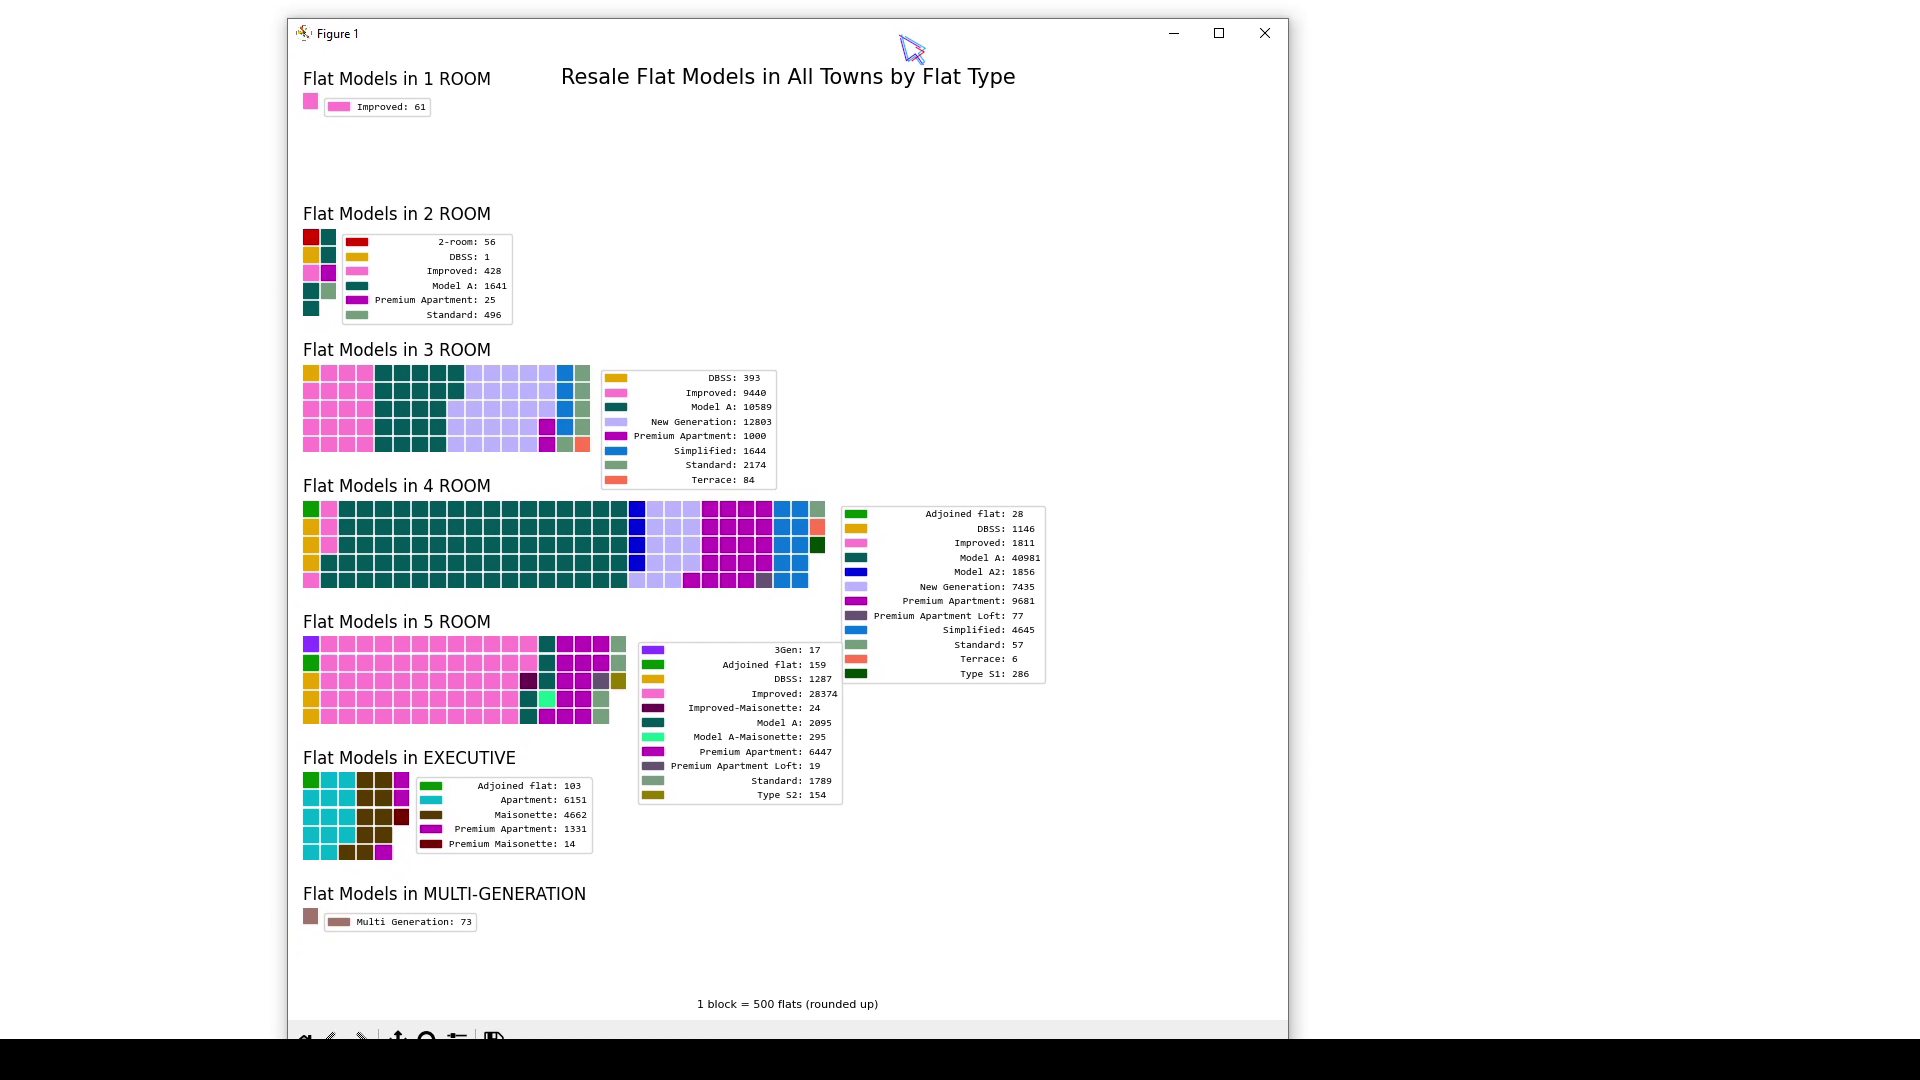 Figure 1
Resale Flat Models in All Towns by Flat Type
Flat Models in 1 ROOM
Improved: 61
Flat Models in 2 ROOM
2-room: 56
DBSS: 1
Improved: 428
Model A: 1641
Premium Apartment: 25
Standard: 496
Flat Models in 3 ROOM
DBSS: 393
Improved: 9440
Model A: 10589
New Generation: 12803
Premium Apartment: 1000
Simplified: 1644
Standard: 2174
Terrace: 84
Flat Models in 4 ROOM
Adjoined flat: 28
DBSS: 1146
Improved: 1811
Model A: 40981
Model A2: 1856
New Generation: 7435
Premium Apartment: 9681
Premium Apartment Loft: 77
Simplified: 4645
Standard: 57
Terrace: 6
Type S1: 286
Flat Models in 5 ROOM
3Gen: 17
Adjoined flat: 159
DBSS: 1287
Improved: 28374
Improved-Maisonette: 24
Model A: 2095
Model A-Maisonette: 295
Premium Apartment: 6447
Premium Apartment Loft: 19
Standard: 1789
Type S2: 154
Flat Models in EXECUTIVE
Adjoined flat: 103
Apartment: 6151
Maisonette: 4662
Premium Apartment: 1331
Premium Maisonette: 14
Flat Models in MULTI-GENERATION
Multi Generation: 73
1 block = 500 flats (rounded up)